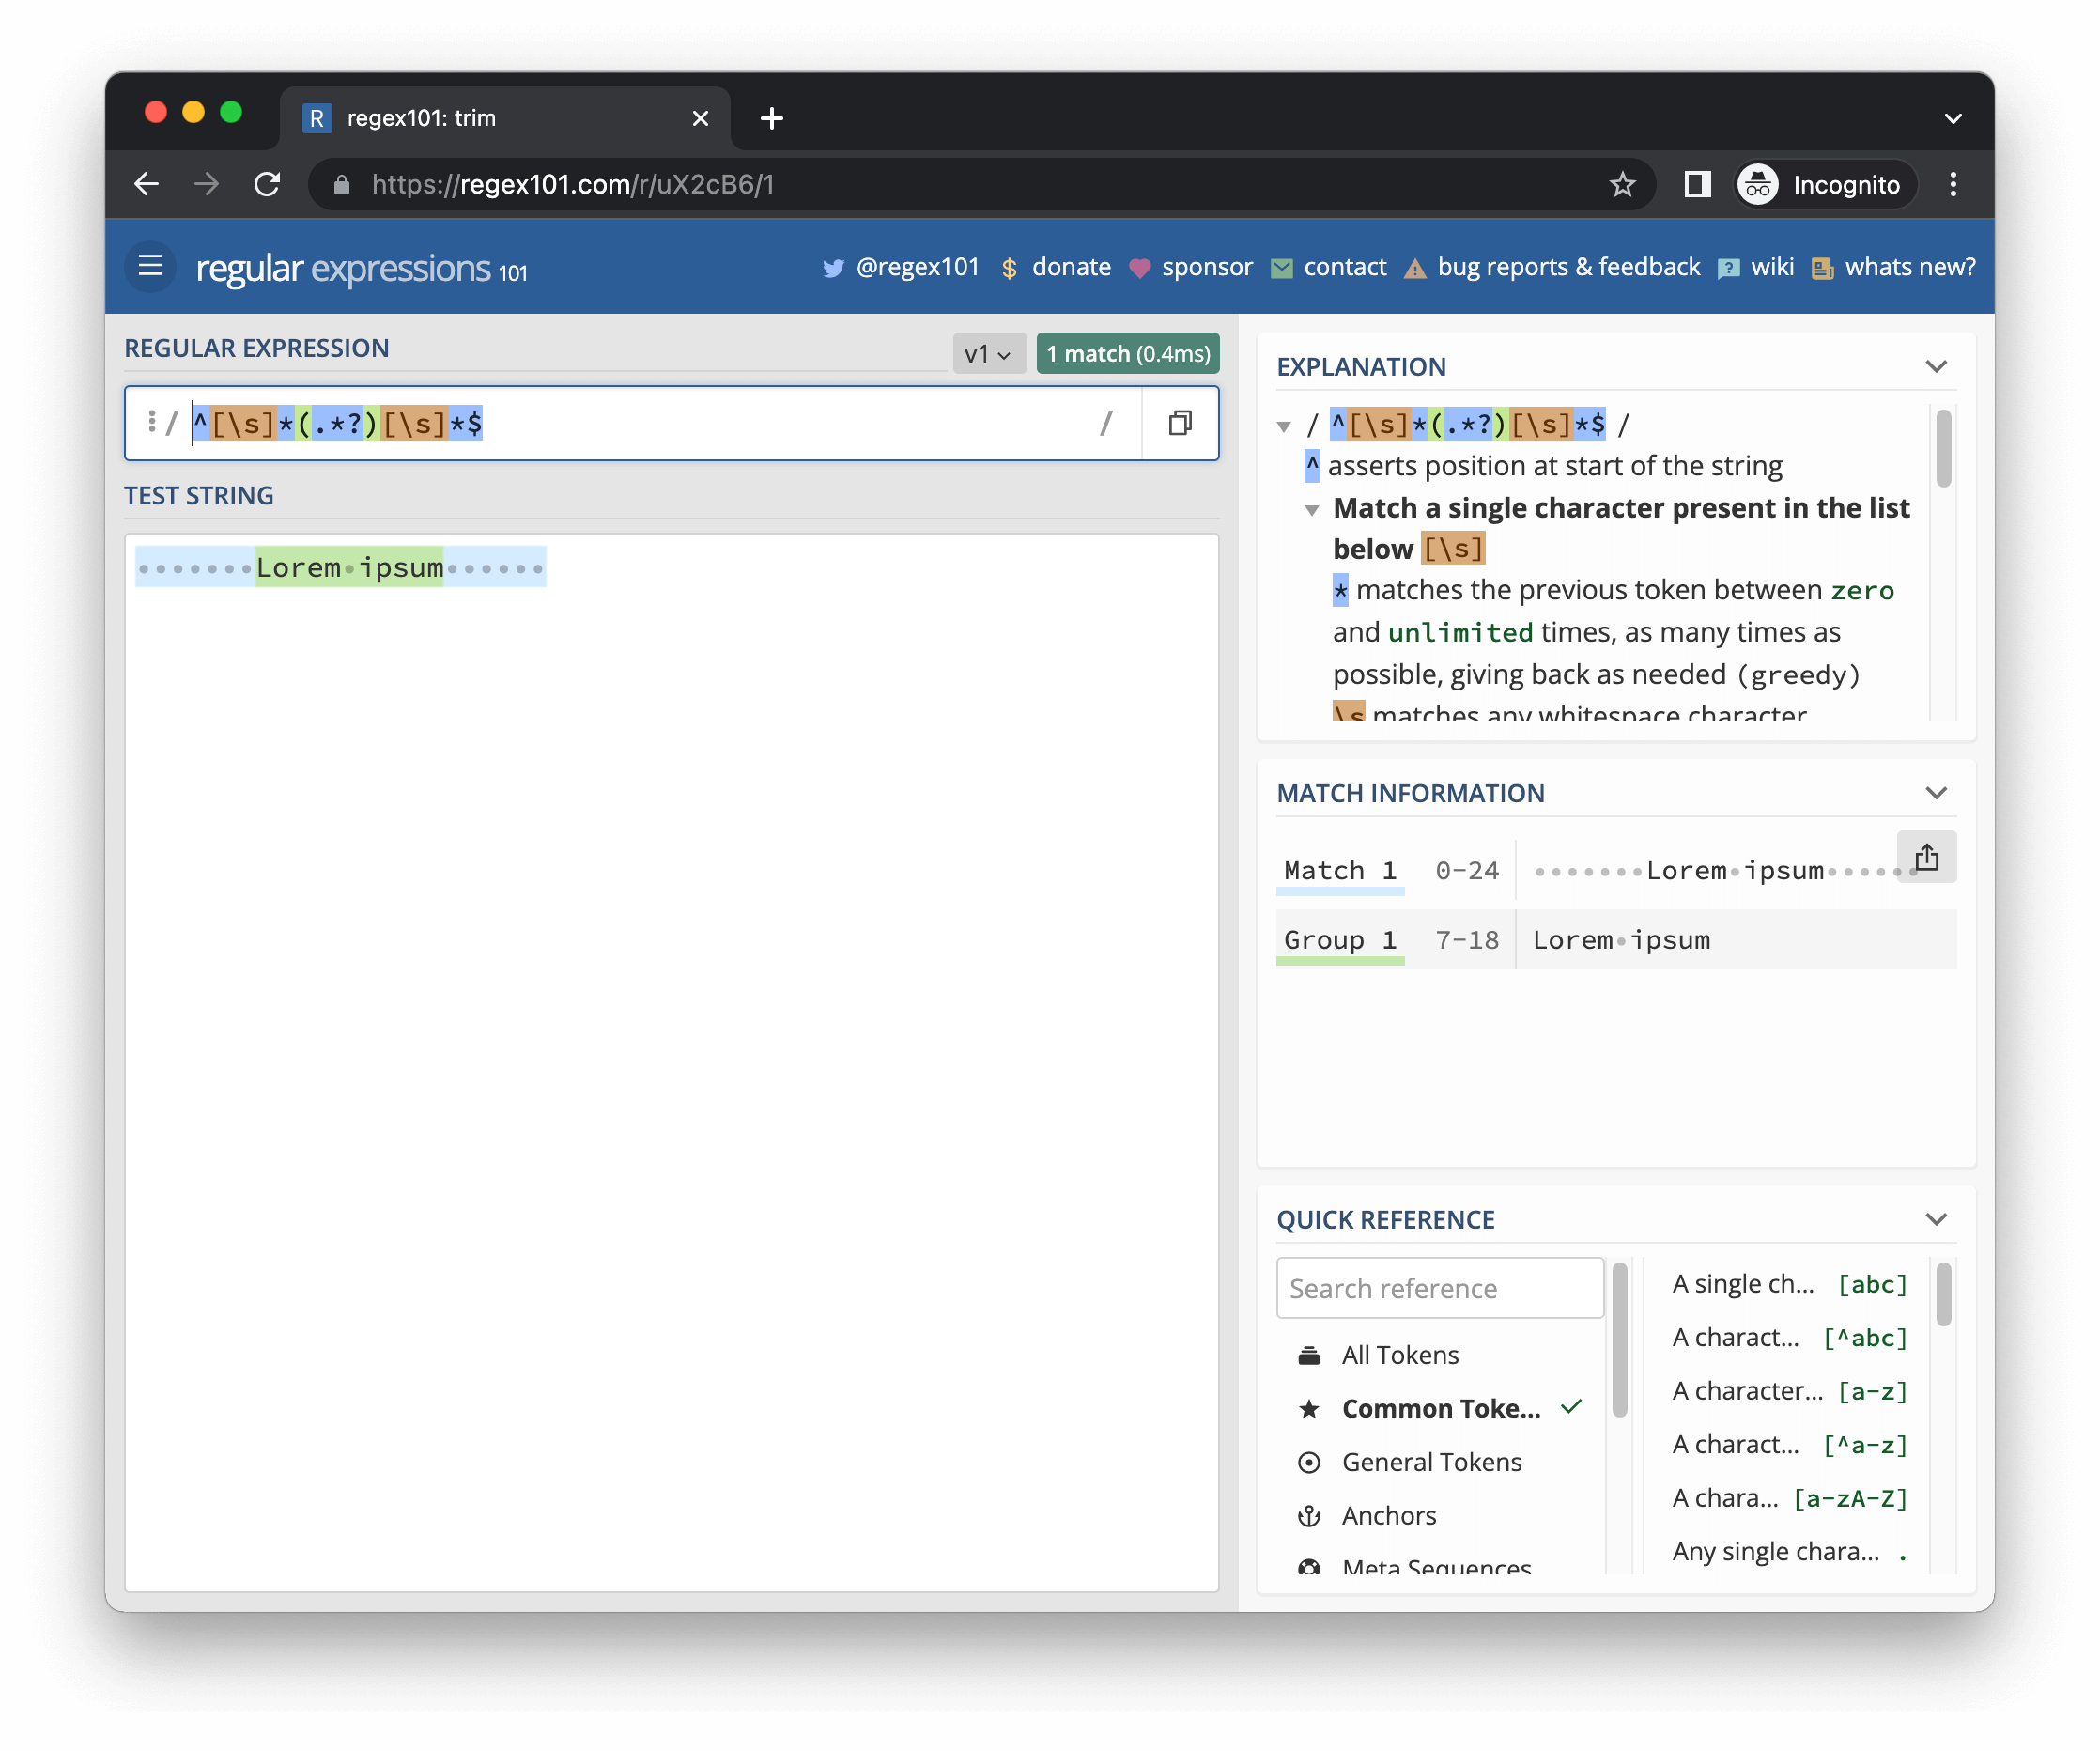 R regex101: trim
https://regex101.com/r/uX2cB6/1
Incognito
regular expressions 101
@regex101 donate sponsor contact bug reports & feedback wiki whats new?
REGULAR EXPRESSION
v1
1 match (0.4ms)
/ ^[\s]*(.*?)[\s]*$ /
TEST STRING
·······Lorem·ipsum······
EXPLANATION
/ ^[\s]*(.*?)[\s]*$ /
^ asserts position at start of the string
Match a single character present in the list
below [\s]
* matches the previous token between zero
and unlimited times, as many times as
possible, giving back as needed (greedy)
\s matches any whitespace character
MATCH INFORMATION
Match 1 0-24 ·······Lorem·ipsum······
Group 1 7-18 Lorem·ipsum
QUICK REFERENCE
Search reference
All Tokens
Common Toke...
General Tokens
Anchors
Meta Sequences
A single ch... [abc]
A charact... [^abc]
A character... [a-z]
A charact... [^a-z]
A chara... [a-zA-Z]
Any single chara... .